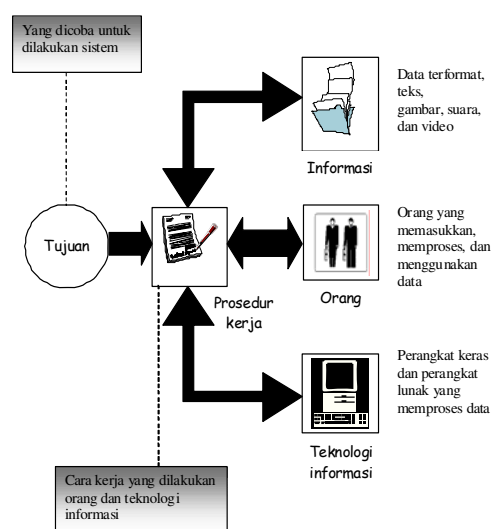 Yang dicoba untuk
dilakukan sistem
Data terformat,
teks,
gambar, suara,
dan video
Informasi
Tujuan
Prosedur
kerja
Orang yang
memasukkan,
memproses, dan
menggunakan
data
Orang
Perangkat keras
dan perangkat
lunak yang
memproses data
Teknologi
informasi
Cara kerja yang dilakukan
orang dan teknologi
informasi